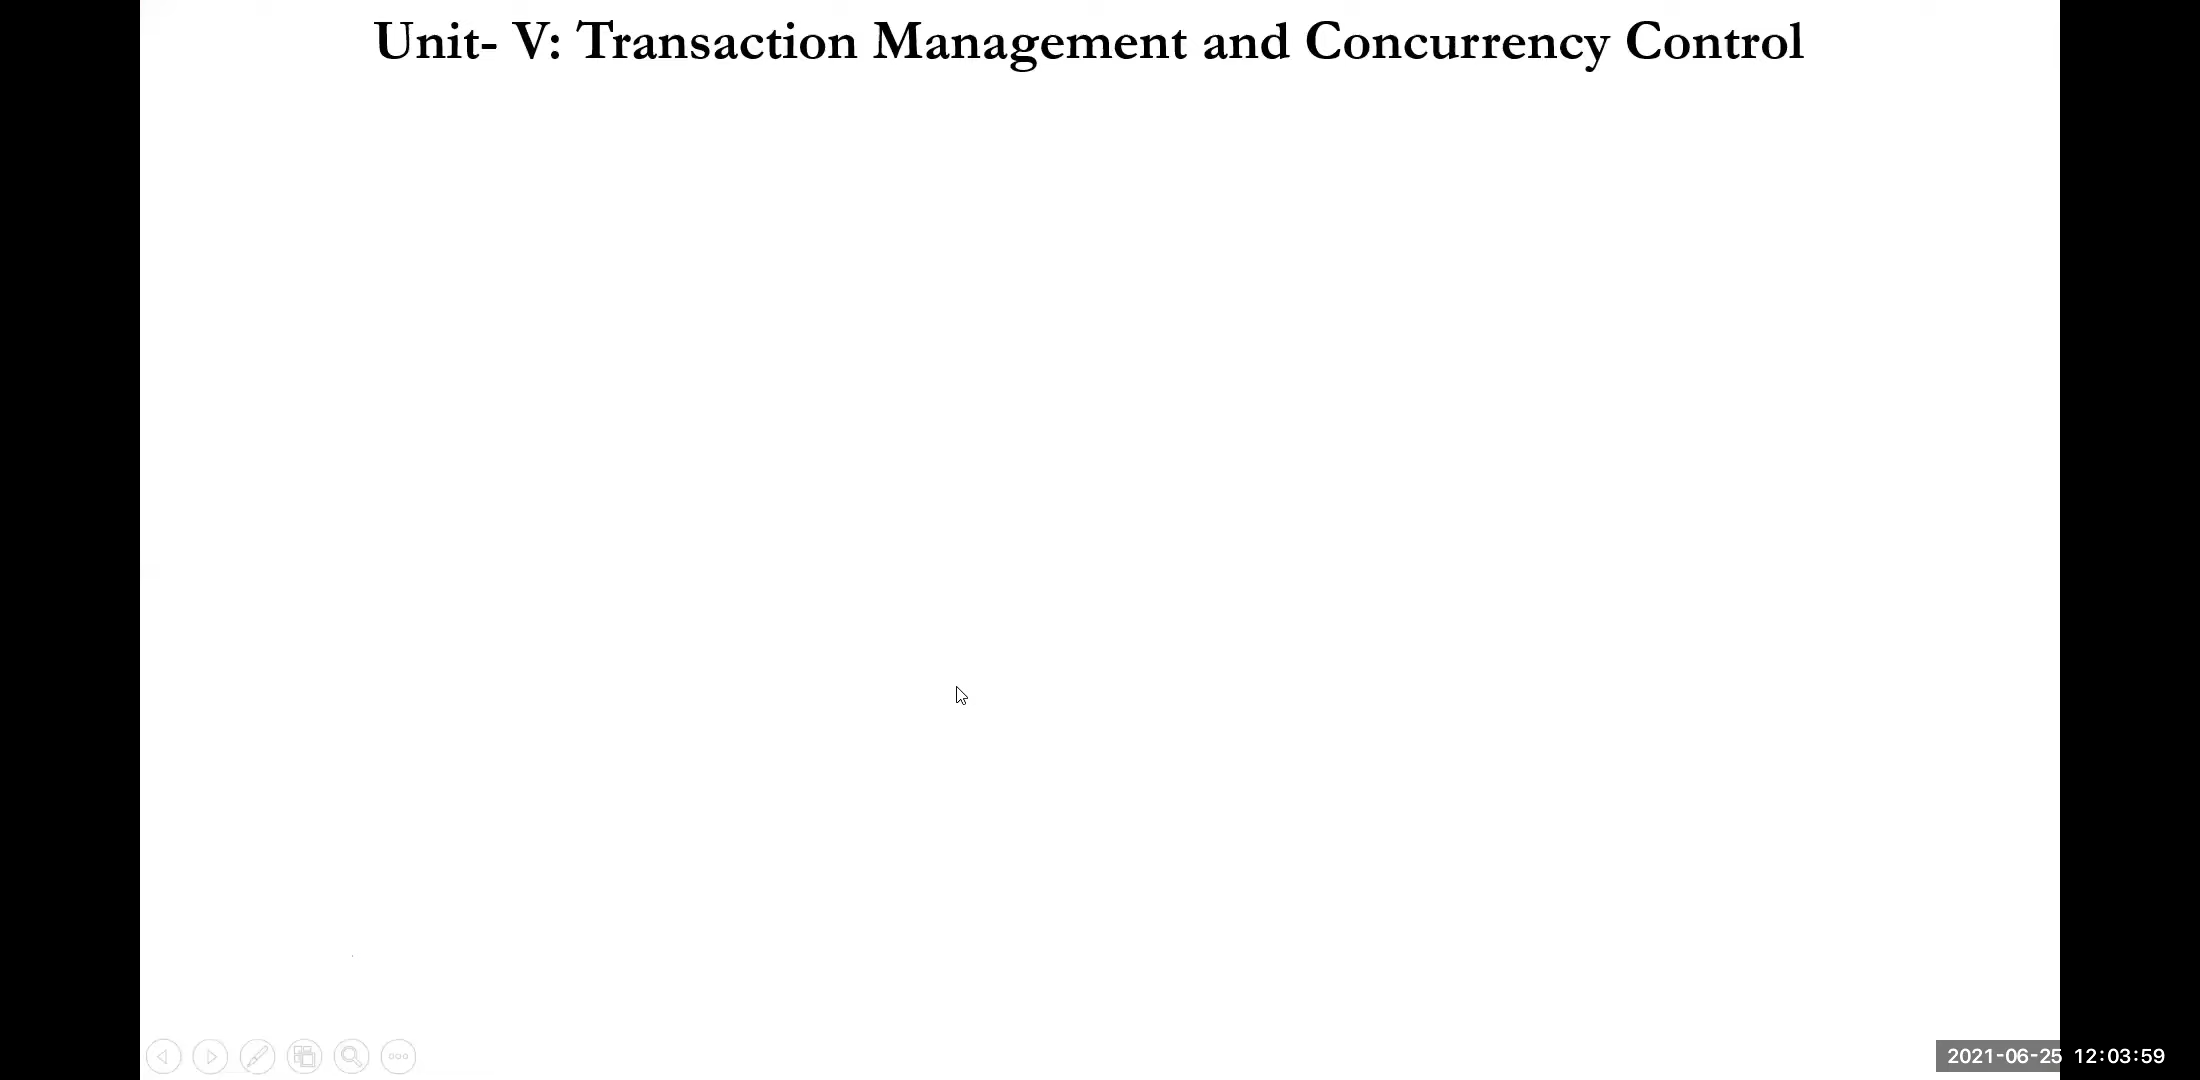 Unit- V: Transaction Management and Concurrency Control
2021-06-25 12:03:59